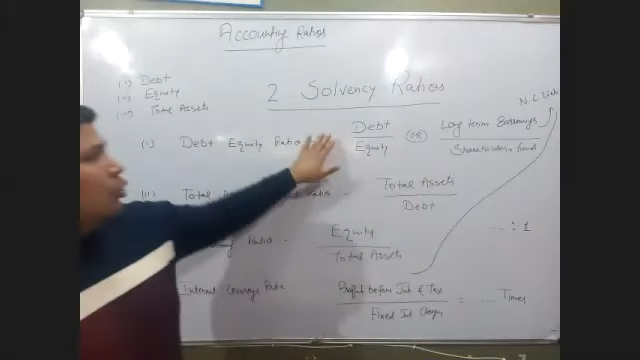 Accounting Ratios
(i) Debt
(ii) Equity
(iii) Total Assets
2 Solvency Ratios
N.C. Liab
(i) Debt Equity Ratio Debt / Equity (OR) Long term Borrowings / Shareholders fund
(ii) Total Ratio - Total Assets / Debt
Ratio - Equity / Total Assets
.... : 1
Interest Coverage Ratio Profit before Int & Tax / Fixed Int Charges = .... Times